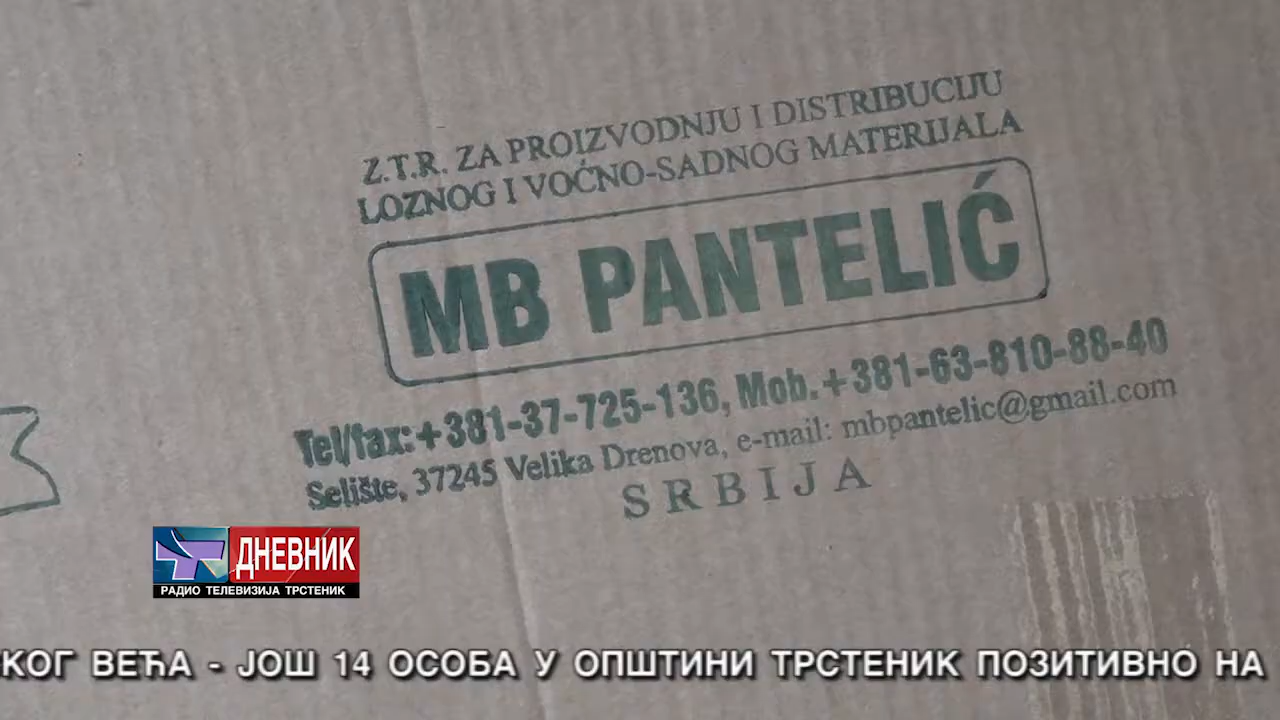 Z.T.R. ZA PROIZVODNJU I DISTRIBUCIJU
LOZNOG I VOĆNO-SADNOG MATERIJALA
MB PANTELIĆ
Tel/fax:+381-37-725-136, Mob.+381-63-810-88-40
Selište, 37245 Velika Drenova, e-mail: mbpantelic@gmail.com
SRBIJA
ДНЕВНИК
РАДИО ТЕЛЕВИЗИЈА ТРСТЕНИК
КОГ ВЕЋА - ЈОШ 14 ОСОБА У ОПШТИНИ ТРСТЕНИК ПОЗИТИВНО НА